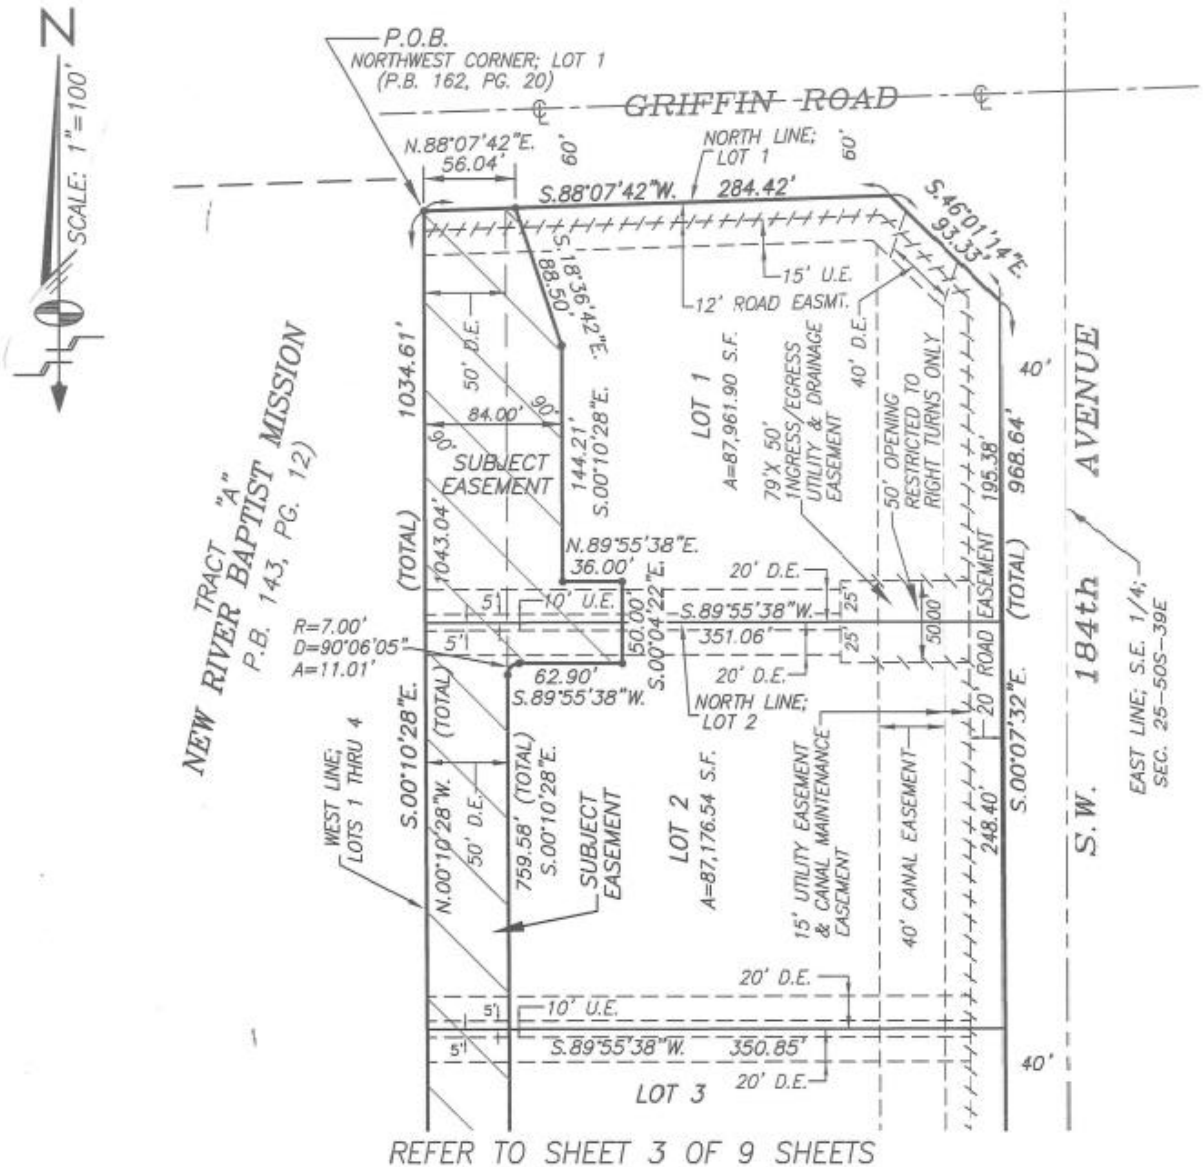 N
SCALE: 1"=100'
P.O.B.
NORTHWEST CORNER; LOT 1
(P.B. 162, PG. 20)
℄
GRIFFIN ROAD
℄
N.88°07'42"E.
56.04'
60'
NORTH LINE;
LOT 1
60'
S.88°07'42"W. 284.42'
S.46°01'14"E.
93.33'
S.18°36'42"E.
88.50'
15' U.E.
12' ROAD EASMT.
50' D.E.
1034.61'
(TOTAL)
84.00'
90°
90°
SUBJECT
EASEMENT
144.21'
S.00°10'28"E.
LOT 1
A=87,961.90 S.F.
79'X 50'
INGRESS/EGRESS
UTILITY & DRAINAGE
EASEMENT
40' D.E.
50' OPENING
RESTRICTED TO
RIGHT TURNS ONLY
40'
195.38'
968.64'
(TOTAL)
S.W. 184th AVENUE
EAST LINE; S.E. 1/4;
SEC. 25-50S-39E
TRACT "A"
NEW RIVER BAPTIST MISSION
P.B. 143, PG. 12)
1043.04'
N.89°55'38"E.
36.00'
20' D.E.
5'
10' U.E.
S.89°55'38"W.
25'
50.00'
R=7.00'
D=90°06'05"
A=11.01'
5'
50.00'
S.00°04'22"E.
351.06'
25'
20' D.E.
62.90'
S.89°55'38"W.
NORTH LINE;
LOT 2
20' ROAD EASEMENT
S.00°07'32"E.
WEST LINE;
LOTS 1 THRU 4
S.00°10'28"E.
N.00°10'28"W. (TOTAL)
50' D.E.
759.58' (TOTAL)
S.00°10'28"E.
SUBJECT
EASEMENT
LOT 2
A=87,176.54 S.F.
15' UTILITY EASEMENT
& CANAL MAINTENANCE
EASEMENT
40' CANAL EASEMENT
248.40'
20' D.E.
5'
10' U.E.
5'
S.89°55'38"W. 350.85'
20' D.E.
40'
LOT 3
REFER TO SHEET 3 OF 9 SHEETS